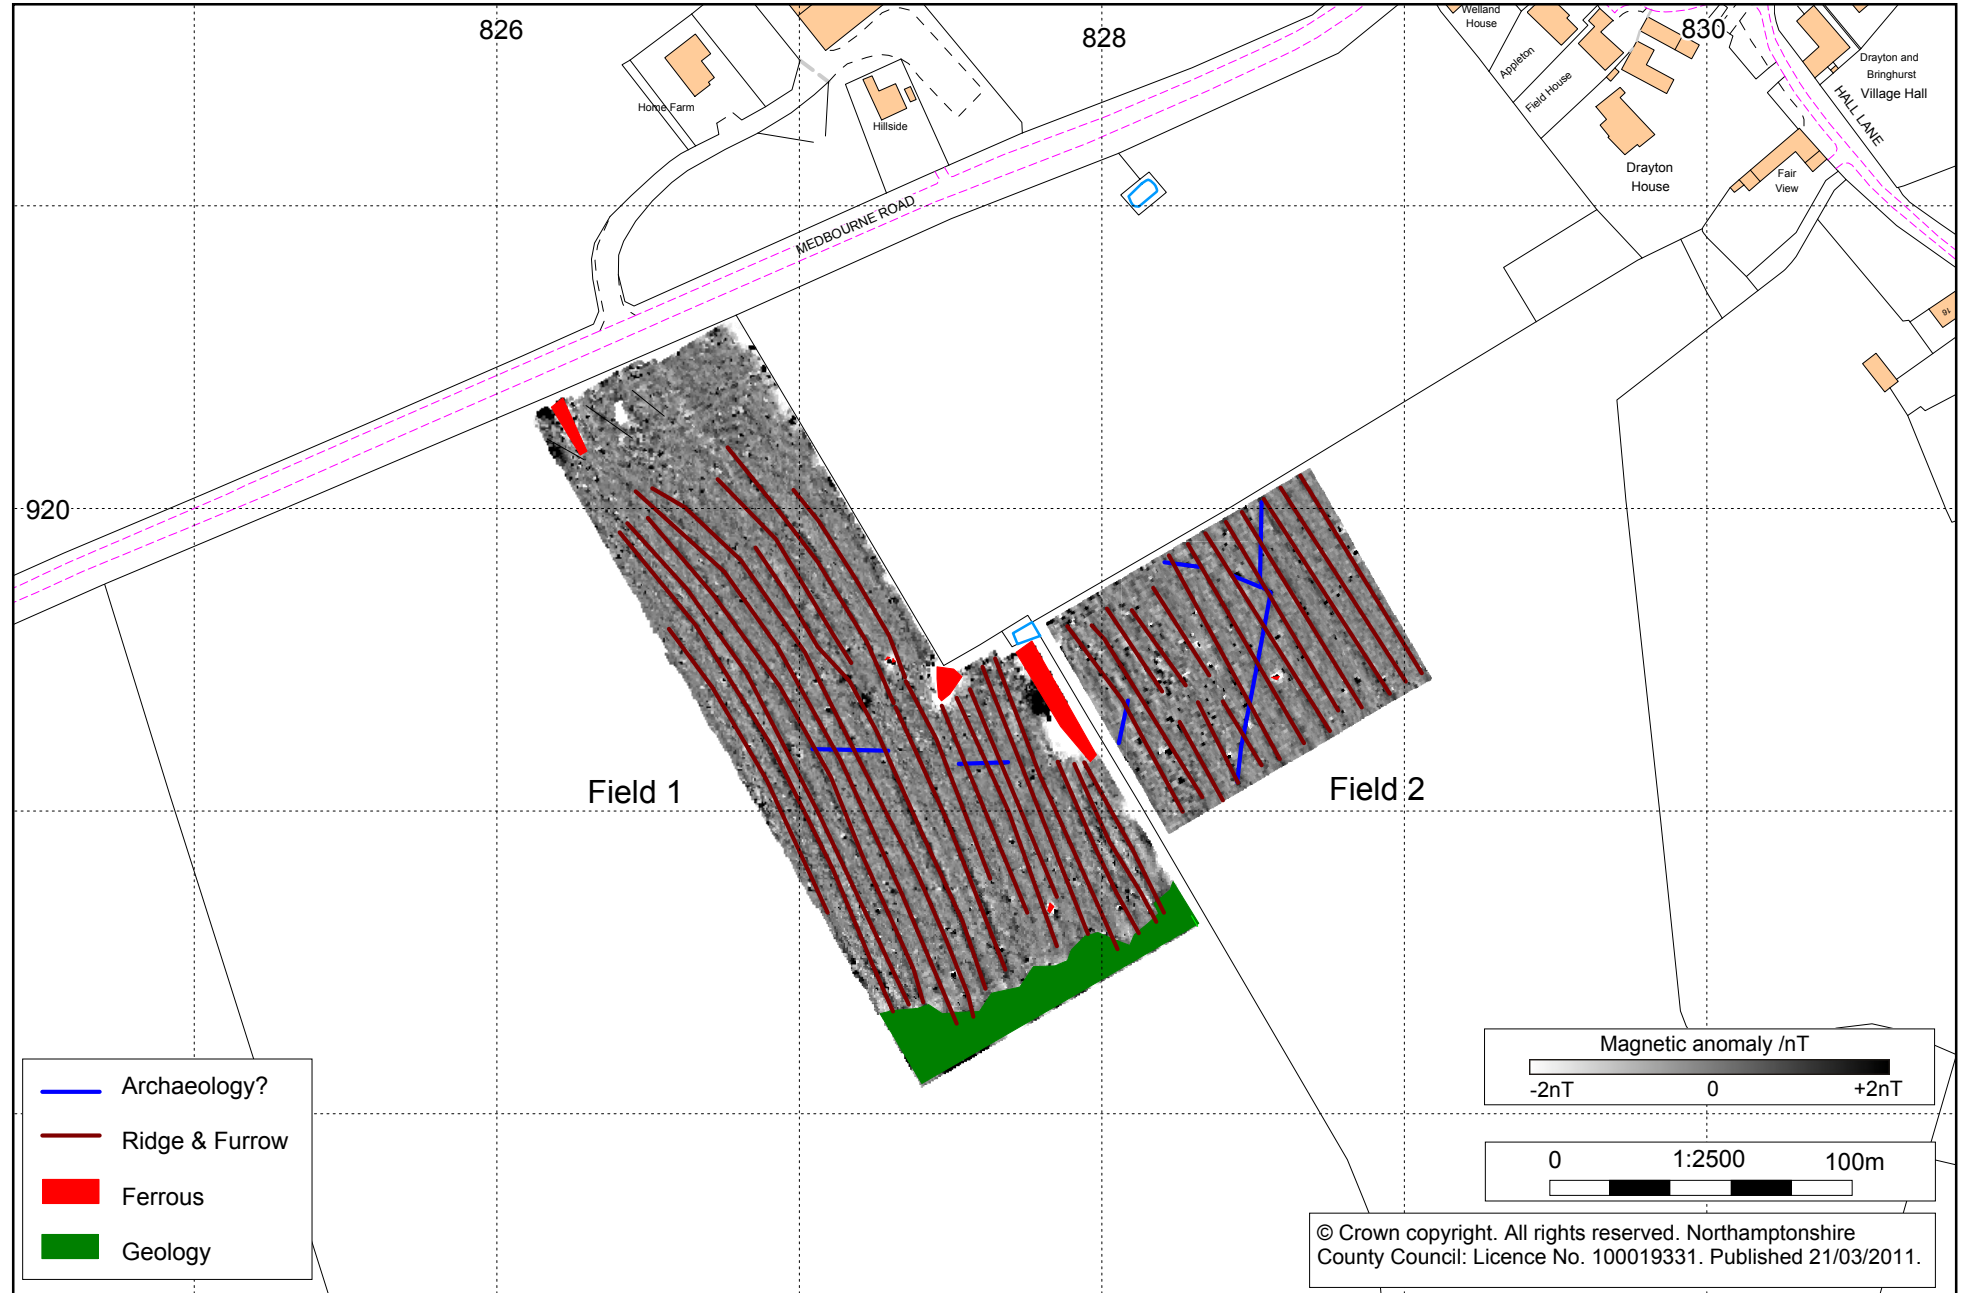 826
828
830
Welland
House
Appleton
Field House
Drayton and
Bringhurst
Village Hall
HALL LANE
Home Farm
Hillside
Drayton
House
Fair
View
MEDBOURNE ROAD
16
920
Field 1
Field 2
Archaeology?
Ridge & Furrow
Ferrous
Geology
Magnetic anomaly /nT
-2nT 0 +2nT
0 1:2500 100m
© Crown copyright. All rights reserved. Northamptonshire
County Council: Licence No. 100019331. Published 21/03/2011.